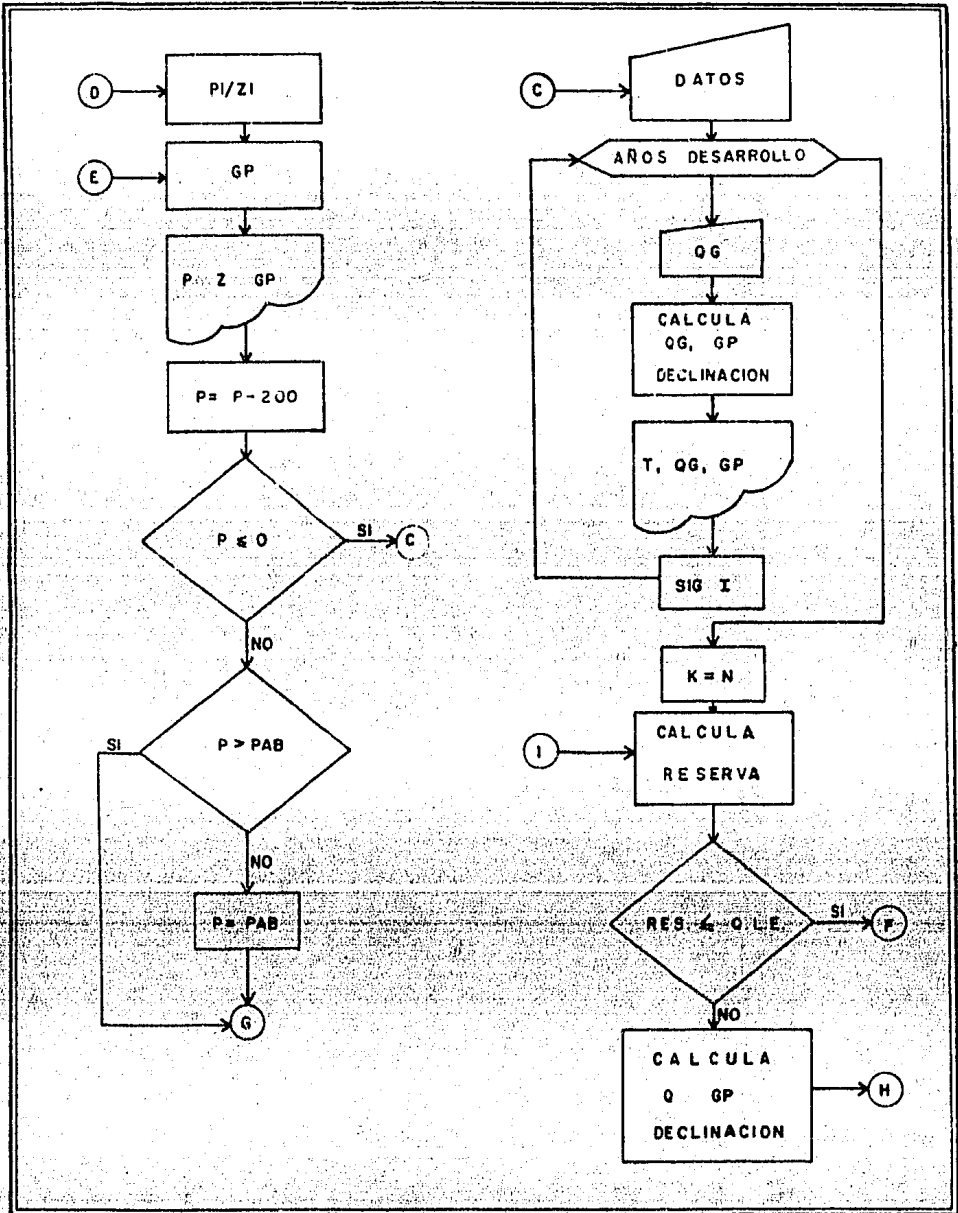 D
PI/ZI
E
GP
P Z GP
P= P-200
P ≤ 0
SI
C
NO
P > PAB
SI
NO
P= PAB
G
C
DATOS
AÑOS DESARROLLO
QG
CALCULA
QG, GP
DECLINACION
T, QG, GP
SIG I
K = N
I
CALCULA
RESERVA
RES. ≤ Q.L.E.
SI
F
NO
CALCULA
Q GP
DECLINACION
H